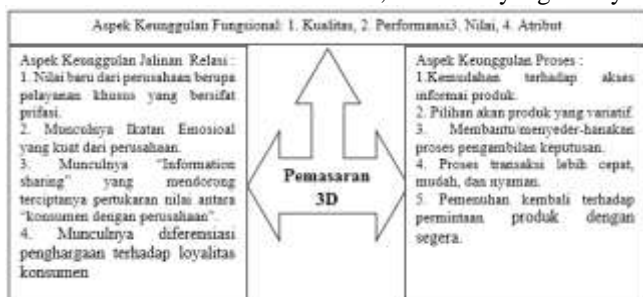 Aspek Keunggulan Fungsional: 1. Kualitas, 2. Performansi3. Nilai, 4. Atribut
Aspek Keunggulan Jalinan Relasi :
1. Nilai baru dari perusahaan berupa
pelayanan khusus yang bersifat
prifasi.
2. Munculnya Ikatan Emosioal
yang kuat dari perusahaan.
3. Munculnya "Information
sharing" yang mendorong
terciptanya pertukaran nilai antara
"konsumen dengan perusahaan".
4. Munculnya diferensiasi
penghargaan terhadap loyalitas
konsumen
Pemasaran
3D
Aspek Keunggulan Proses :
1.Kemudahan terhadap akses
informai produk.
2. Pilihan akan produk yang variatif.
3. Membantu/menyeder-hanakan
proses pengambilan keputusan.
4. Proses transaksi lebih cepat,
mudah, dan nyaman.
5. Pemenuhan kembali terhadap
permintaan produk dengan
segera.